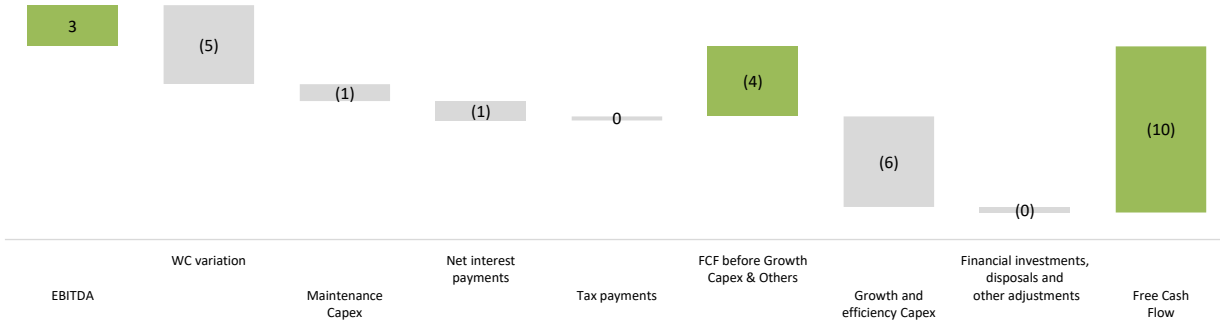 3
(5)
(1)
(1)
0
(4)
(6)
(0)
(10)
EBITDA
WC variation
Maintenance
Capex
Net interest
payments
Tax payments
FCF before Growth
Capex & Others
Growth and
efficiency Capex
Financial investments,
disposals and
other adjustments
Free Cash
Flow